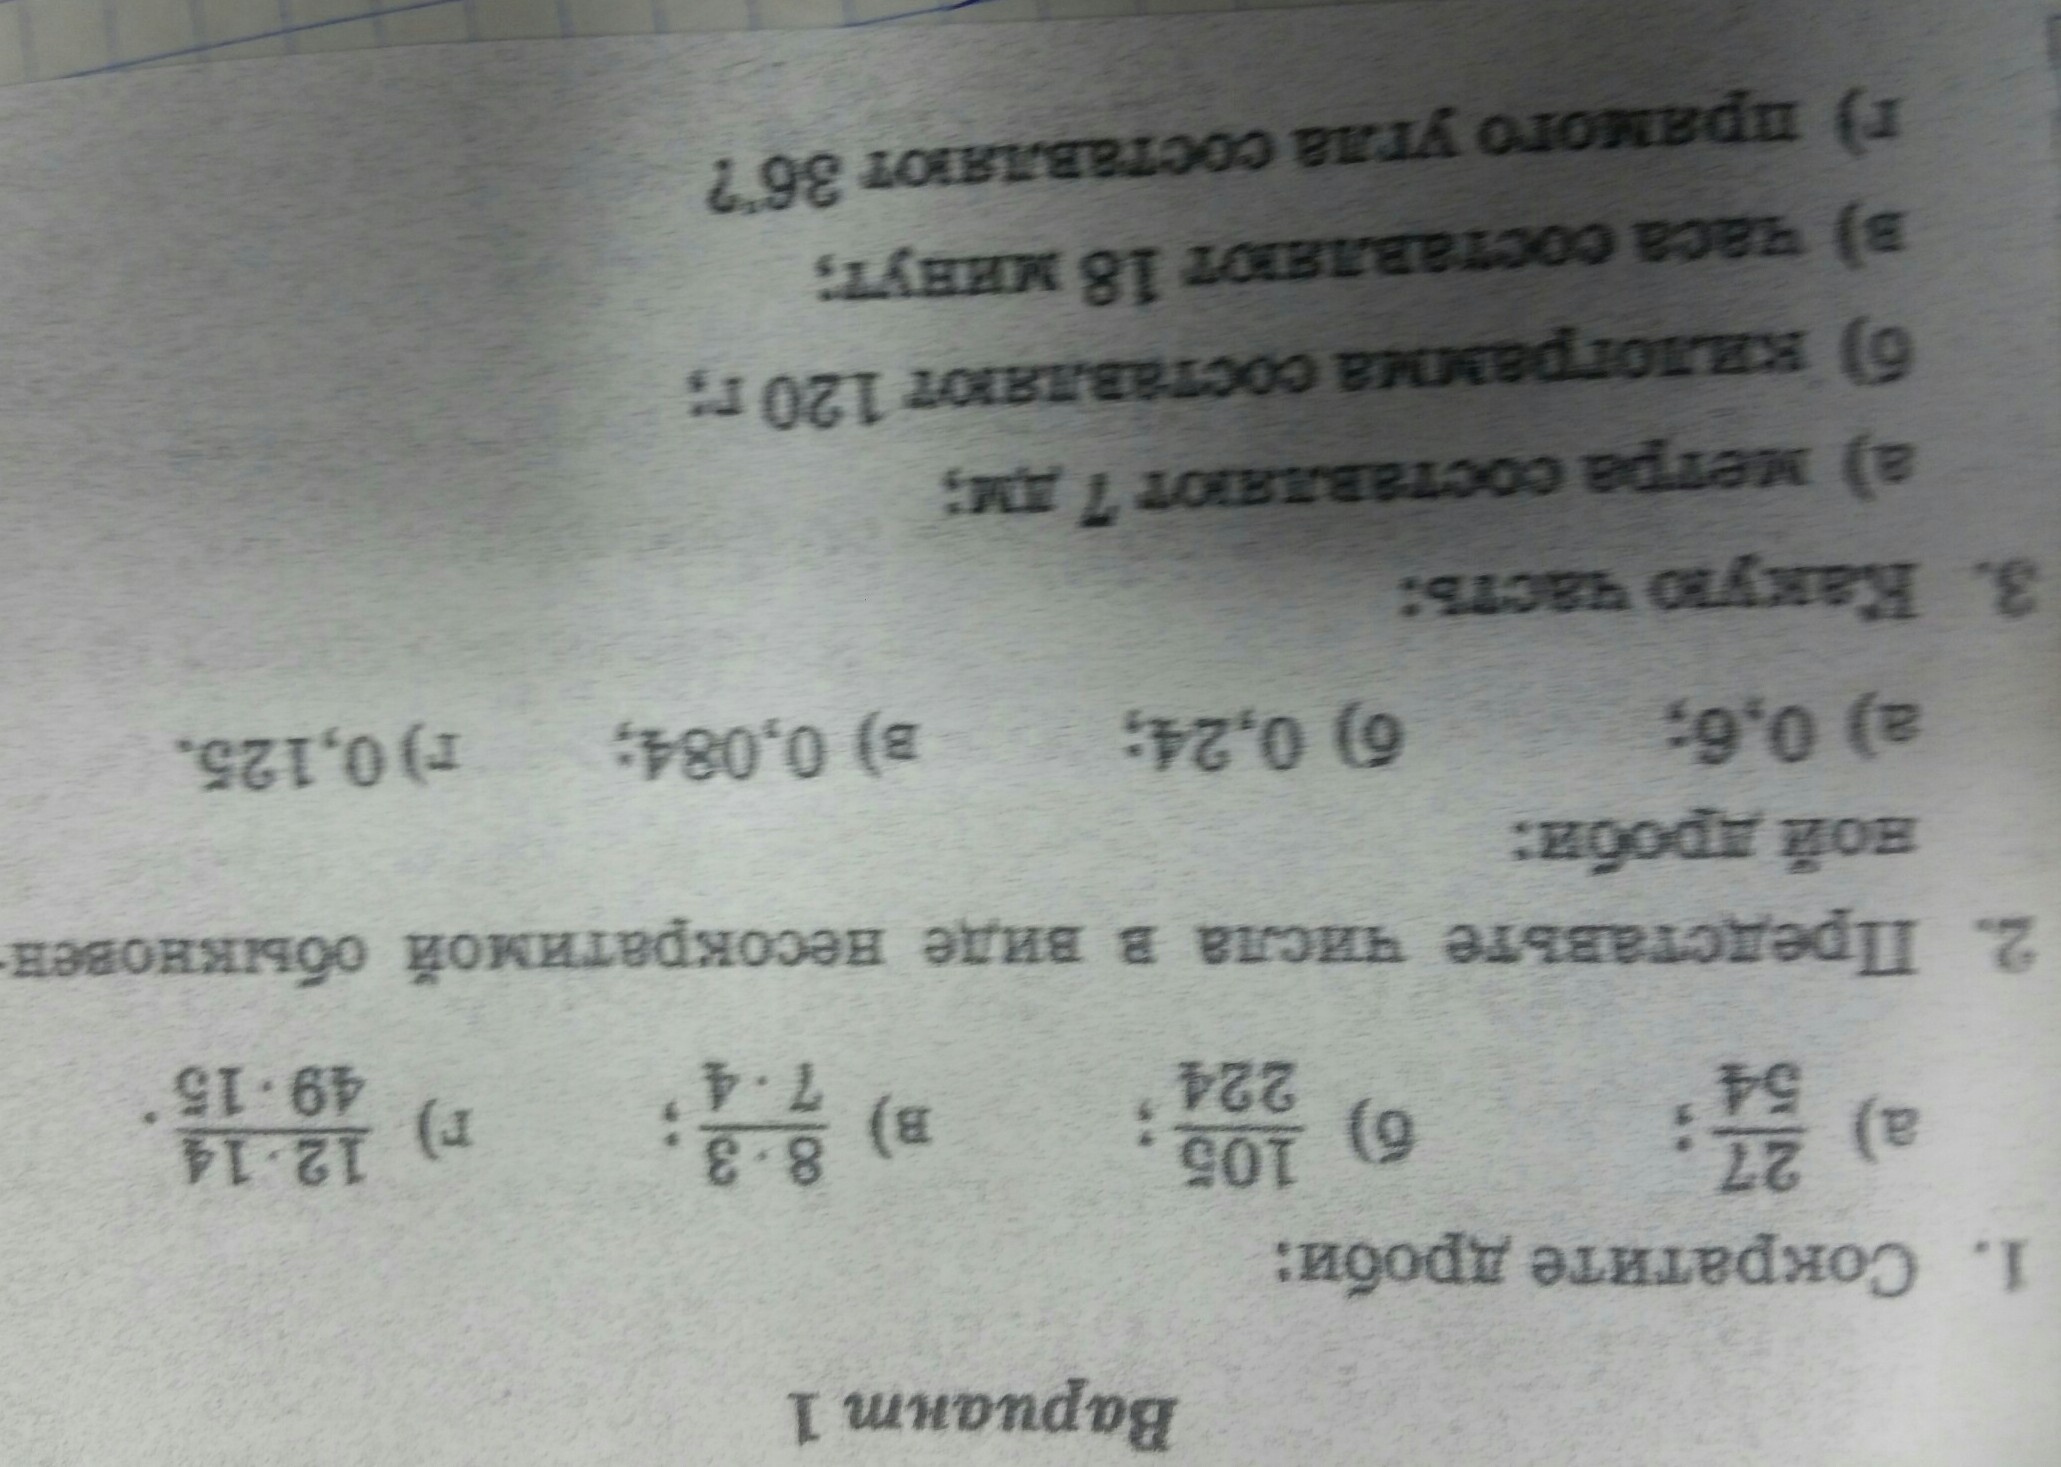 Вариант 1
1. Сократите дроби:
а) 27/54; б) 105/224; в) 8·3/7·4; г) 12·14/49·15.
2. Представьте числа в виде несократимой обыкновен-
ной дроби:
а) 0,6; б) 0,24; в) 0,084; г) 0,125.
3. Какую часть:
а) метра составляют 7 дм;
б) килограмма составляют 120 г;
в) часа составляют 18 минут;
г) прямого угла составляют 36°?